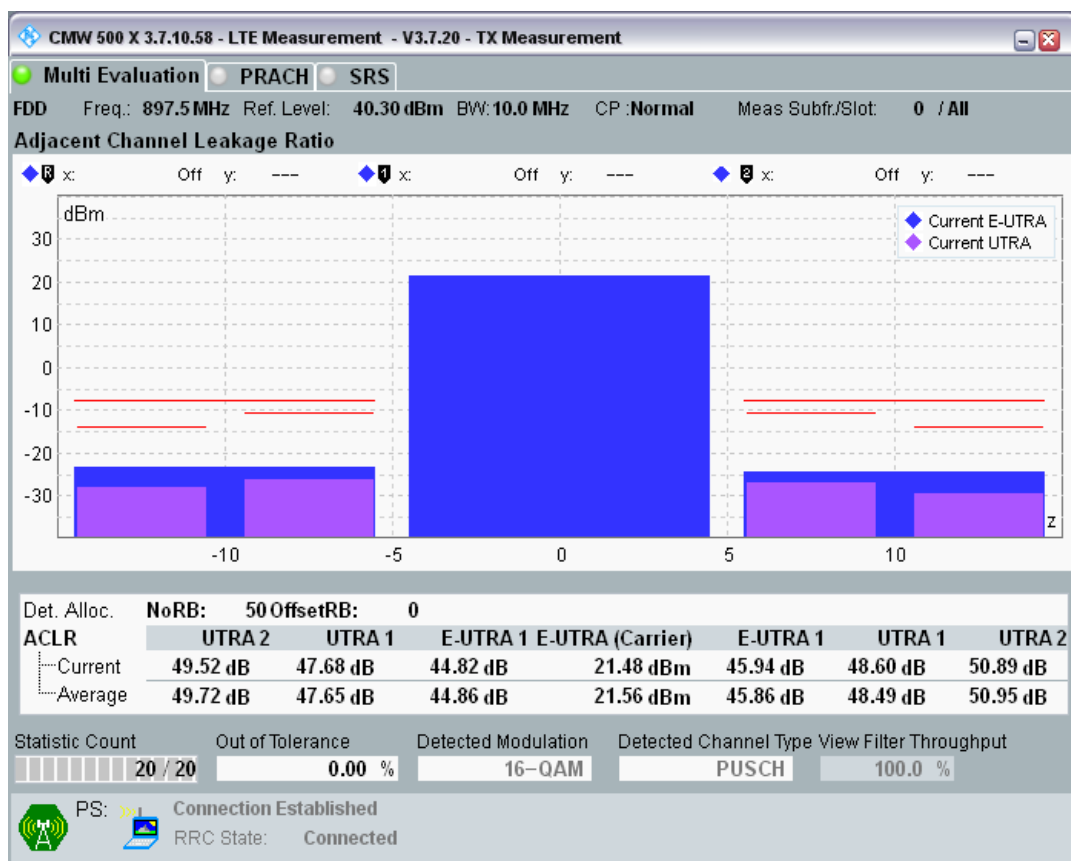 CMW 500 X 3.7.10.58 - LTE Measurement - V3.7.20 - TX Measurement
Multi Evaluation PRACH SRS
FDD Freq.: 897.5 MHz Ref. Level: 40.30 dBm BW: 10.0 MHz CP :Normal Meas Subfr./Slot: 0 / All
Adjacent Channel Leakage Ratio
R x: Off y: --- 1 x: Off y: --- 2 x: Off y: ---
dBm
Current E-UTRA
Current UTRA
30
20
10
0
-10
-20
-30
z
-10 -5 0 5 10
Det. Alloc. NoRB: 50 OffsetRB: 0
ACLR UTRA 2 UTRA 1 E-UTRA 1 E-UTRA (Carrier) E-UTRA 1 UTRA 1 UTRA 2
Current 49.52 dB 47.68 dB 44.82 dB 21.48 dBm 45.94 dB 48.60 dB 50.89 dB
Average 49.72 dB 47.65 dB 44.86 dB 21.56 dBm 45.86 dB 48.49 dB 50.95 dB
Statistic Count Out of Tolerance Detected Modulation Detected Channel Type View Filter Throughput
20 / 20 0.00 % 16-QAM PUSCH 100.0 %
PS: Connection Established
RRC State: Connected